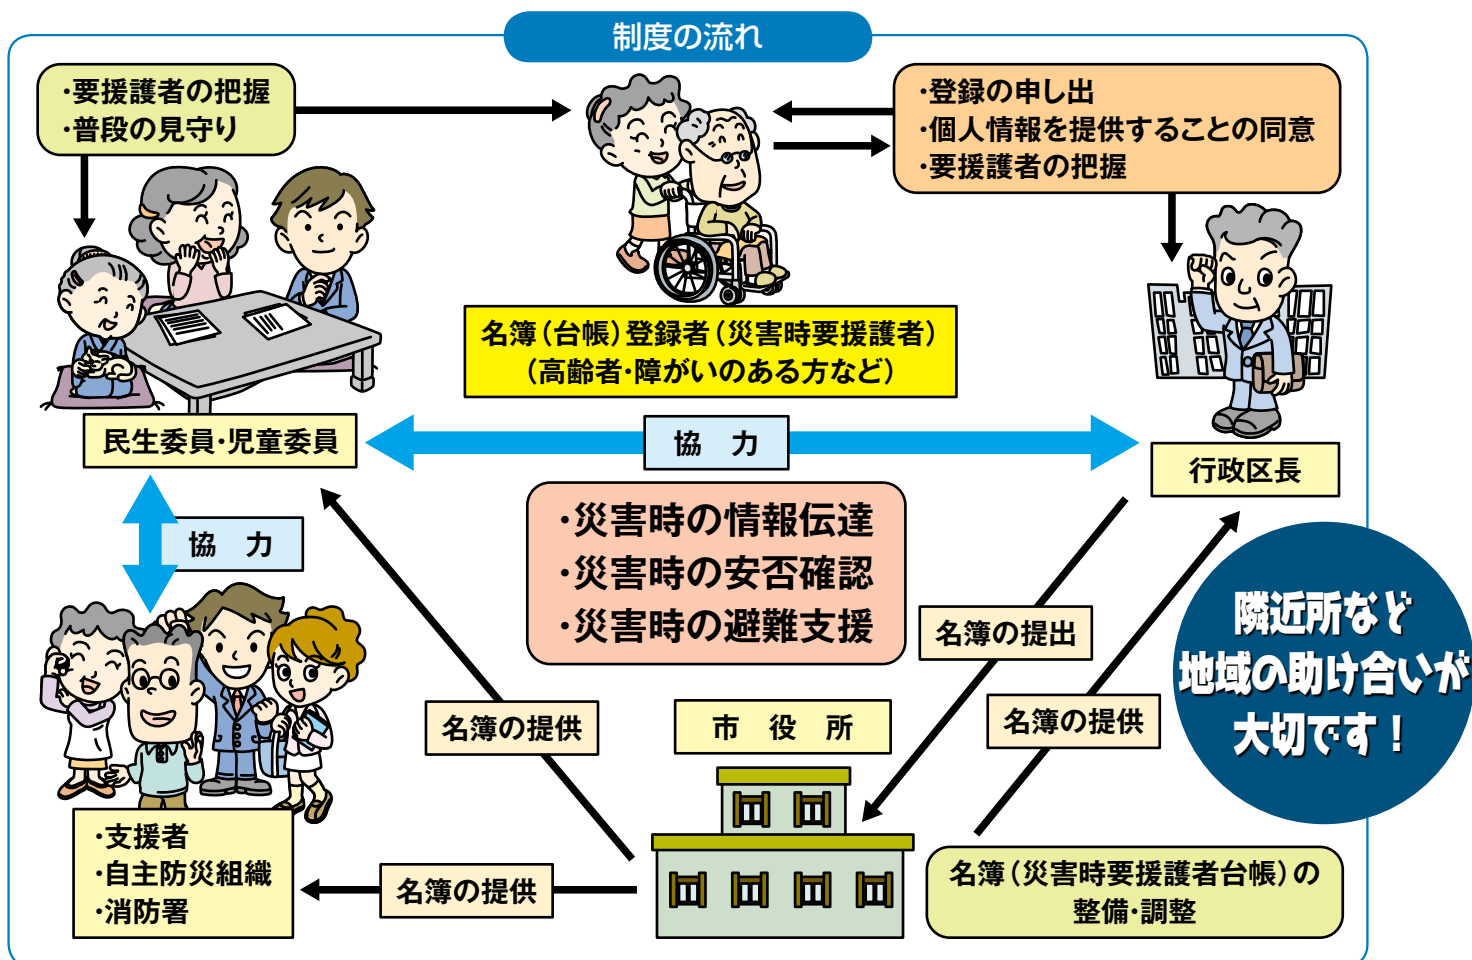 制度の流れ
・要援護者の把握
・普段の見守り
・登録の申し出
・個人情報を提供することの同意
・要援護者の把握
名簿（台帳）登録者（災害時要援護者）
（高齢者・障がいのある方など）
民生委員・児童委員
協　力
行政区長
協　力
・災害時の情報伝達
・災害時の安否確認
・災害時の避難支援
隣近所など
地域の助け合いが
大切です！
名簿の提出
名簿の提供
名簿の提供
市　役　所
・支援者
・自主防災組織
・消防署
名簿の提供
名簿（災害時要援護者台帳）の
整備・調整